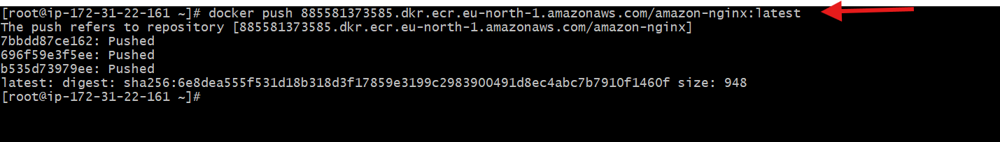 [root@ip-172-31-22-161 ~]# docker push 885581373585.dkr.ecr.eu-north-1.amazonaws.com/amazon-nginx:latest
The push refers to repository [885581373585.dkr.ecr.eu-north-1.amazonaws.com/amazon-nginx]
7bbdd87ce162: Pushed
696f59e3f5ee: Pushed
b535d73979ee: Pushed
latest: digest: sha256:6e8dea555f531d18b318d3f17859e3199c2983900491d8ec4abc7b7910f1460f size: 948
[root@ip-172-31-22-161 ~]#